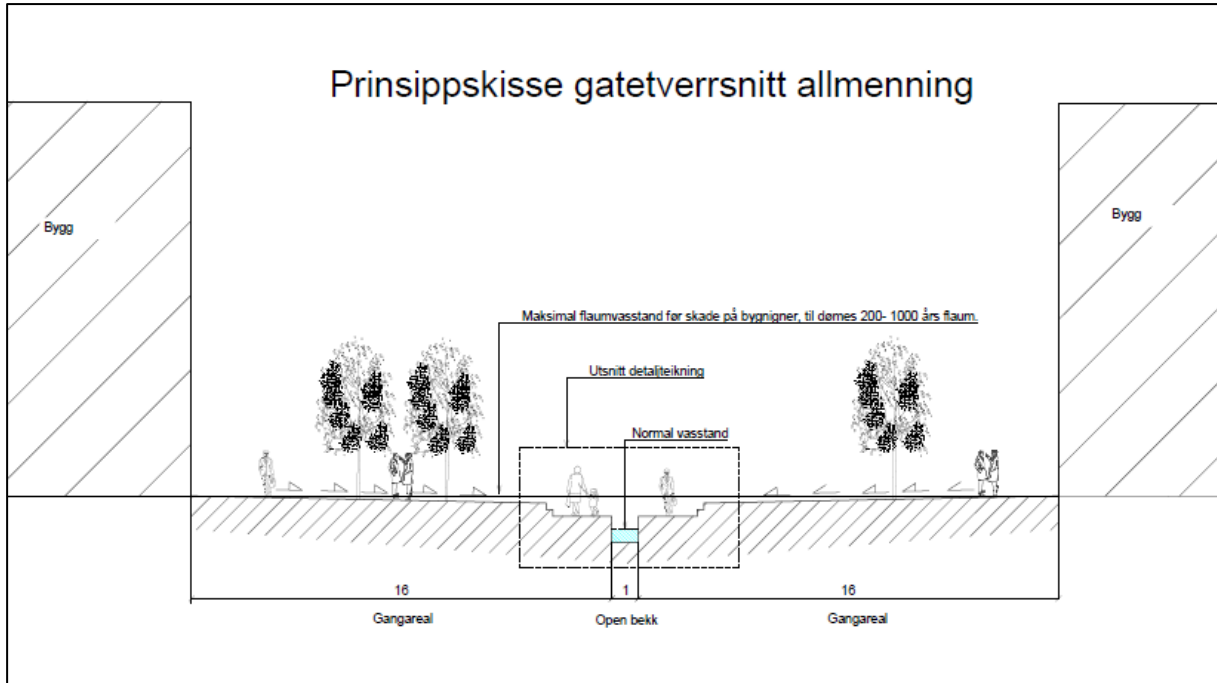 Prinsippskisse gatetverrsnitt allmenning
Bygg
Bygg
Maksimal flaumvasstand før skade på bygnigner, til dømes 200- 1000 års flaum.
Utsnitt detaljteikning
Normal vasstand
16
1
16
Gangareal
Open bekk
Gangareal